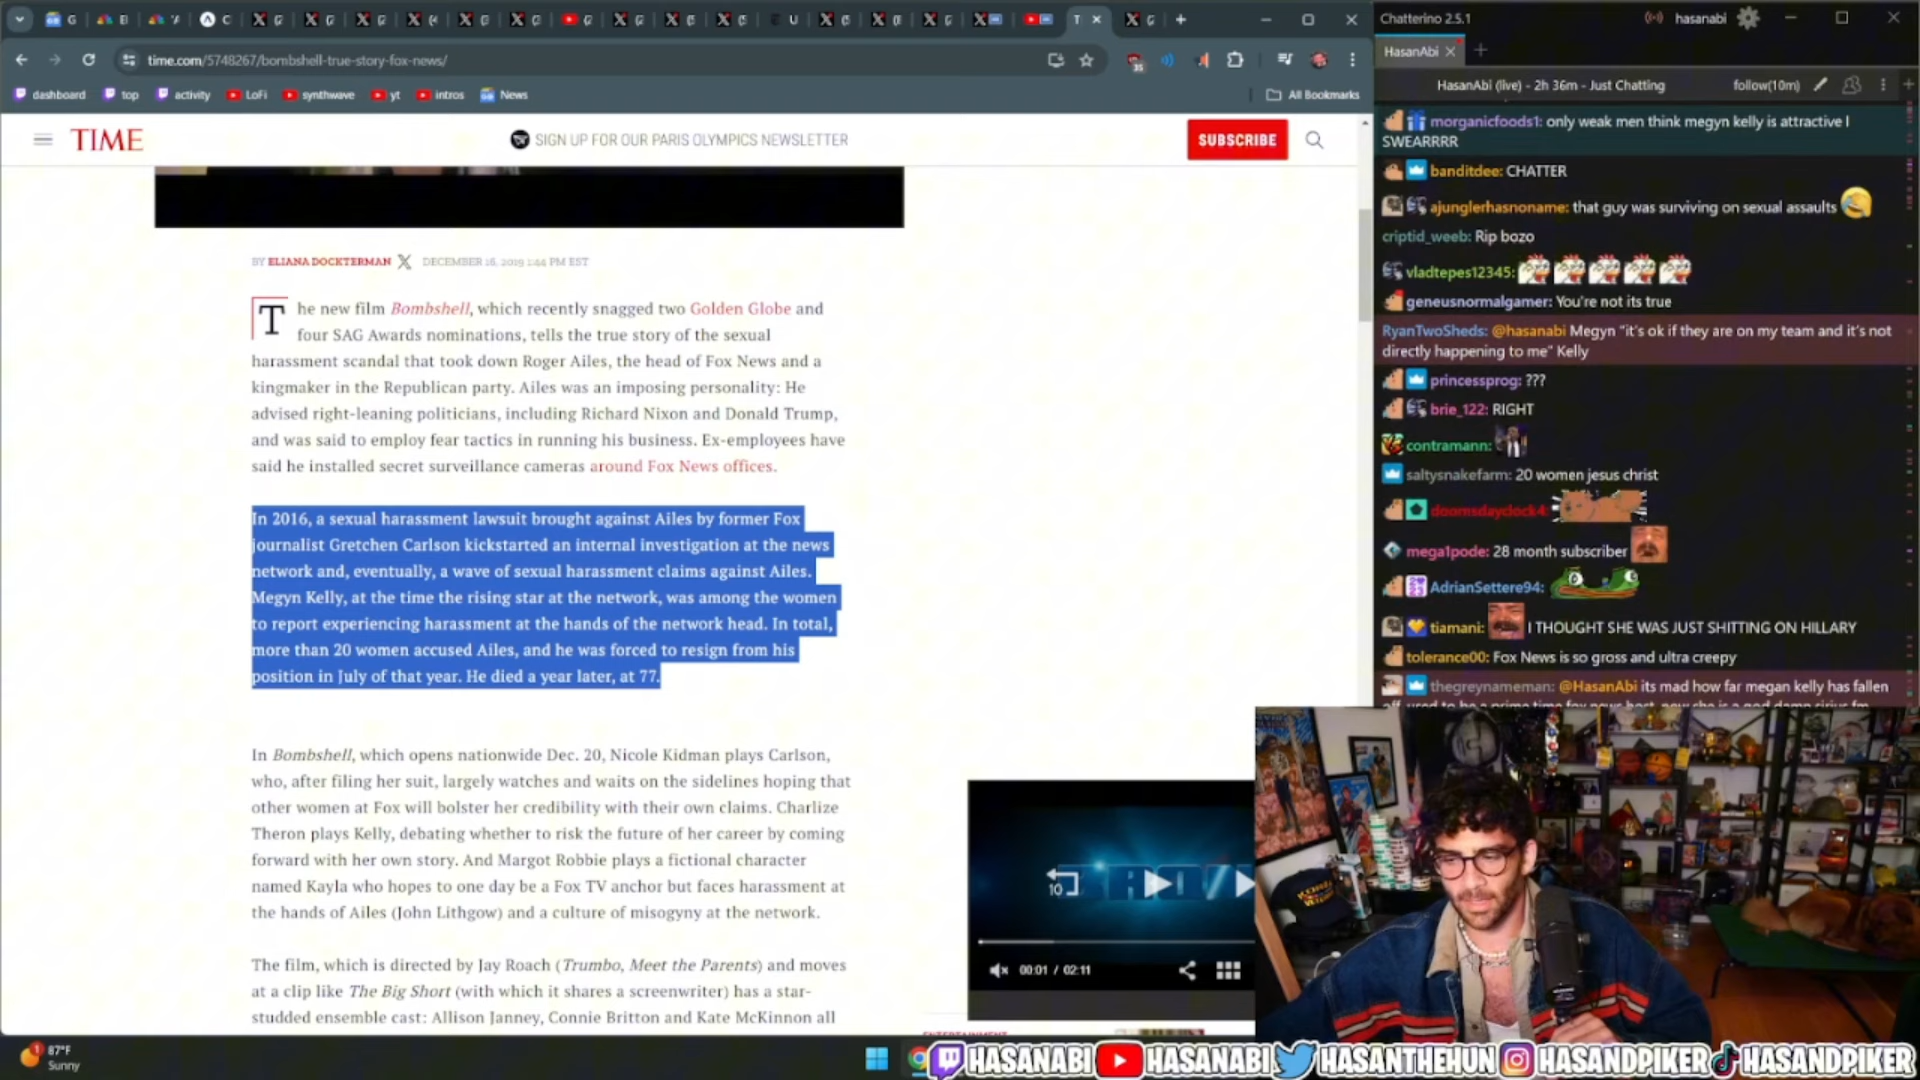 Chatterino 2.5.1
hasanabi
time.com/5748267/bombshell-true-story-fox-news/
HasanAbi
dashboard
top
activity
LoFi
synthwave
yt
intros
News
All Bookmarks
HasanAbi (live) - 2h 36m - Just Chatting
follow(10m)
TIME
SIGN UP FOR OUR PARIS OLYMPICS NEWSLETTER
SUBSCRIBE
BY ELIANA DOCKTERMAN
DECEMBER 16, 2019 1:44 PM EST
The new film Bombshell, which recently snagged two Golden Globe and
four SAG Awards nominations, tells the true story of the sexual
harassment scandal that took down Roger Ailes, the head of Fox News and a
kingmaker in the Republican party. Ailes was an imposing personality: He
advised right-leaning politicians, including Richard Nixon and Donald Trump,
and was said to employ fear tactics in running his business. Ex-employees have
said he installed secret surveillance cameras around Fox News offices.
In 2016, a sexual harassment lawsuit brought against Ailes by former Fox
journalist Gretchen Carlson kickstarted an internal investigation at the news
network and, eventually, a wave of sexual harassment claims against Ailes.
Megyn Kelly, at the time the rising star at the network, was among the women
to report experiencing harassment at the hands of the network head. In total,
more than 20 women accused Ailes, and he was forced to resign from his
position in July of that year. He died a year later, at 77.
In Bombshell, which opens nationwide Dec. 20, Nicole Kidman plays Carlson,
who, after filing her suit, largely watches and waits on the sidelines hoping that
other women at Fox will bolster her credibility with their own claims. Charlize
Theron plays Kelly, debating whether to risk the future of her career by coming
forward with her own story. And Margot Robbie plays a fictional character
named Kayla who hopes to one day be a Fox TV anchor but faces harassment at
the hands of Ailes (John Lithgow) and a culture of misogyny at the network.
The film, which is directed by Jay Roach (Trumbo, Meet the Parents) and moves
at a clip like The Big Short (with which it shares a screenwriter) has a star-
studded ensemble cast: Allison Janney, Connie Britton and Kate McKinnon all
morganicfoods1: only weak men think megyn kelly is attractive I
SWEARRRR
banditdee: CHATTER
ajunglerhasnoname: that guy was surviving on sexual assaults
criptid_weeb: Rip bozo
vladtepes12345:
geneusnormalgamer: You're not its true
RyanTwoSheds: @hasanabi Megyn "it's ok if they are on my team and it's not
directly happening to me" Kelly
princessprog: ???
brie_122: RIGHT
contramann:
saltysnakefarm: 20 women jesus christ
doomsdayclock4:
mega1pode: 28 month subscriber
AdrianSettere94:
tiamani: I THOUGHT SHE WAS JUST SHITTING ON HILLARY
tolerance00: Fox News is so gross and ultra creepy
thegreynameman: @HasanAbi its mad how far megan kelly has fallen
10
00:01 / 02:11
87°F
Sunny
HASANABI
HASANABI
HASANTHEHUN
HASANDPIKER
HASANDPIKER